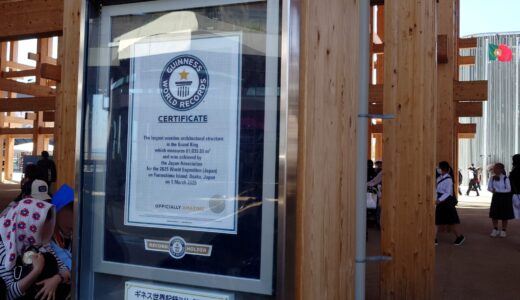 GUINNESS
WORLD RECORDS
CERTIFICATE
The largest wooden architectural structure
is the Grand Ring
which measures 61,035.55 m²
and was achieved by
the Japan Association
for the 2025 World Exposition (Japan)
on Yumeshima Island, Osaka, Japan
on 4 March 2025
OFFICIALLY AMAZING
RECORD HOLDER
ギネス世界記録